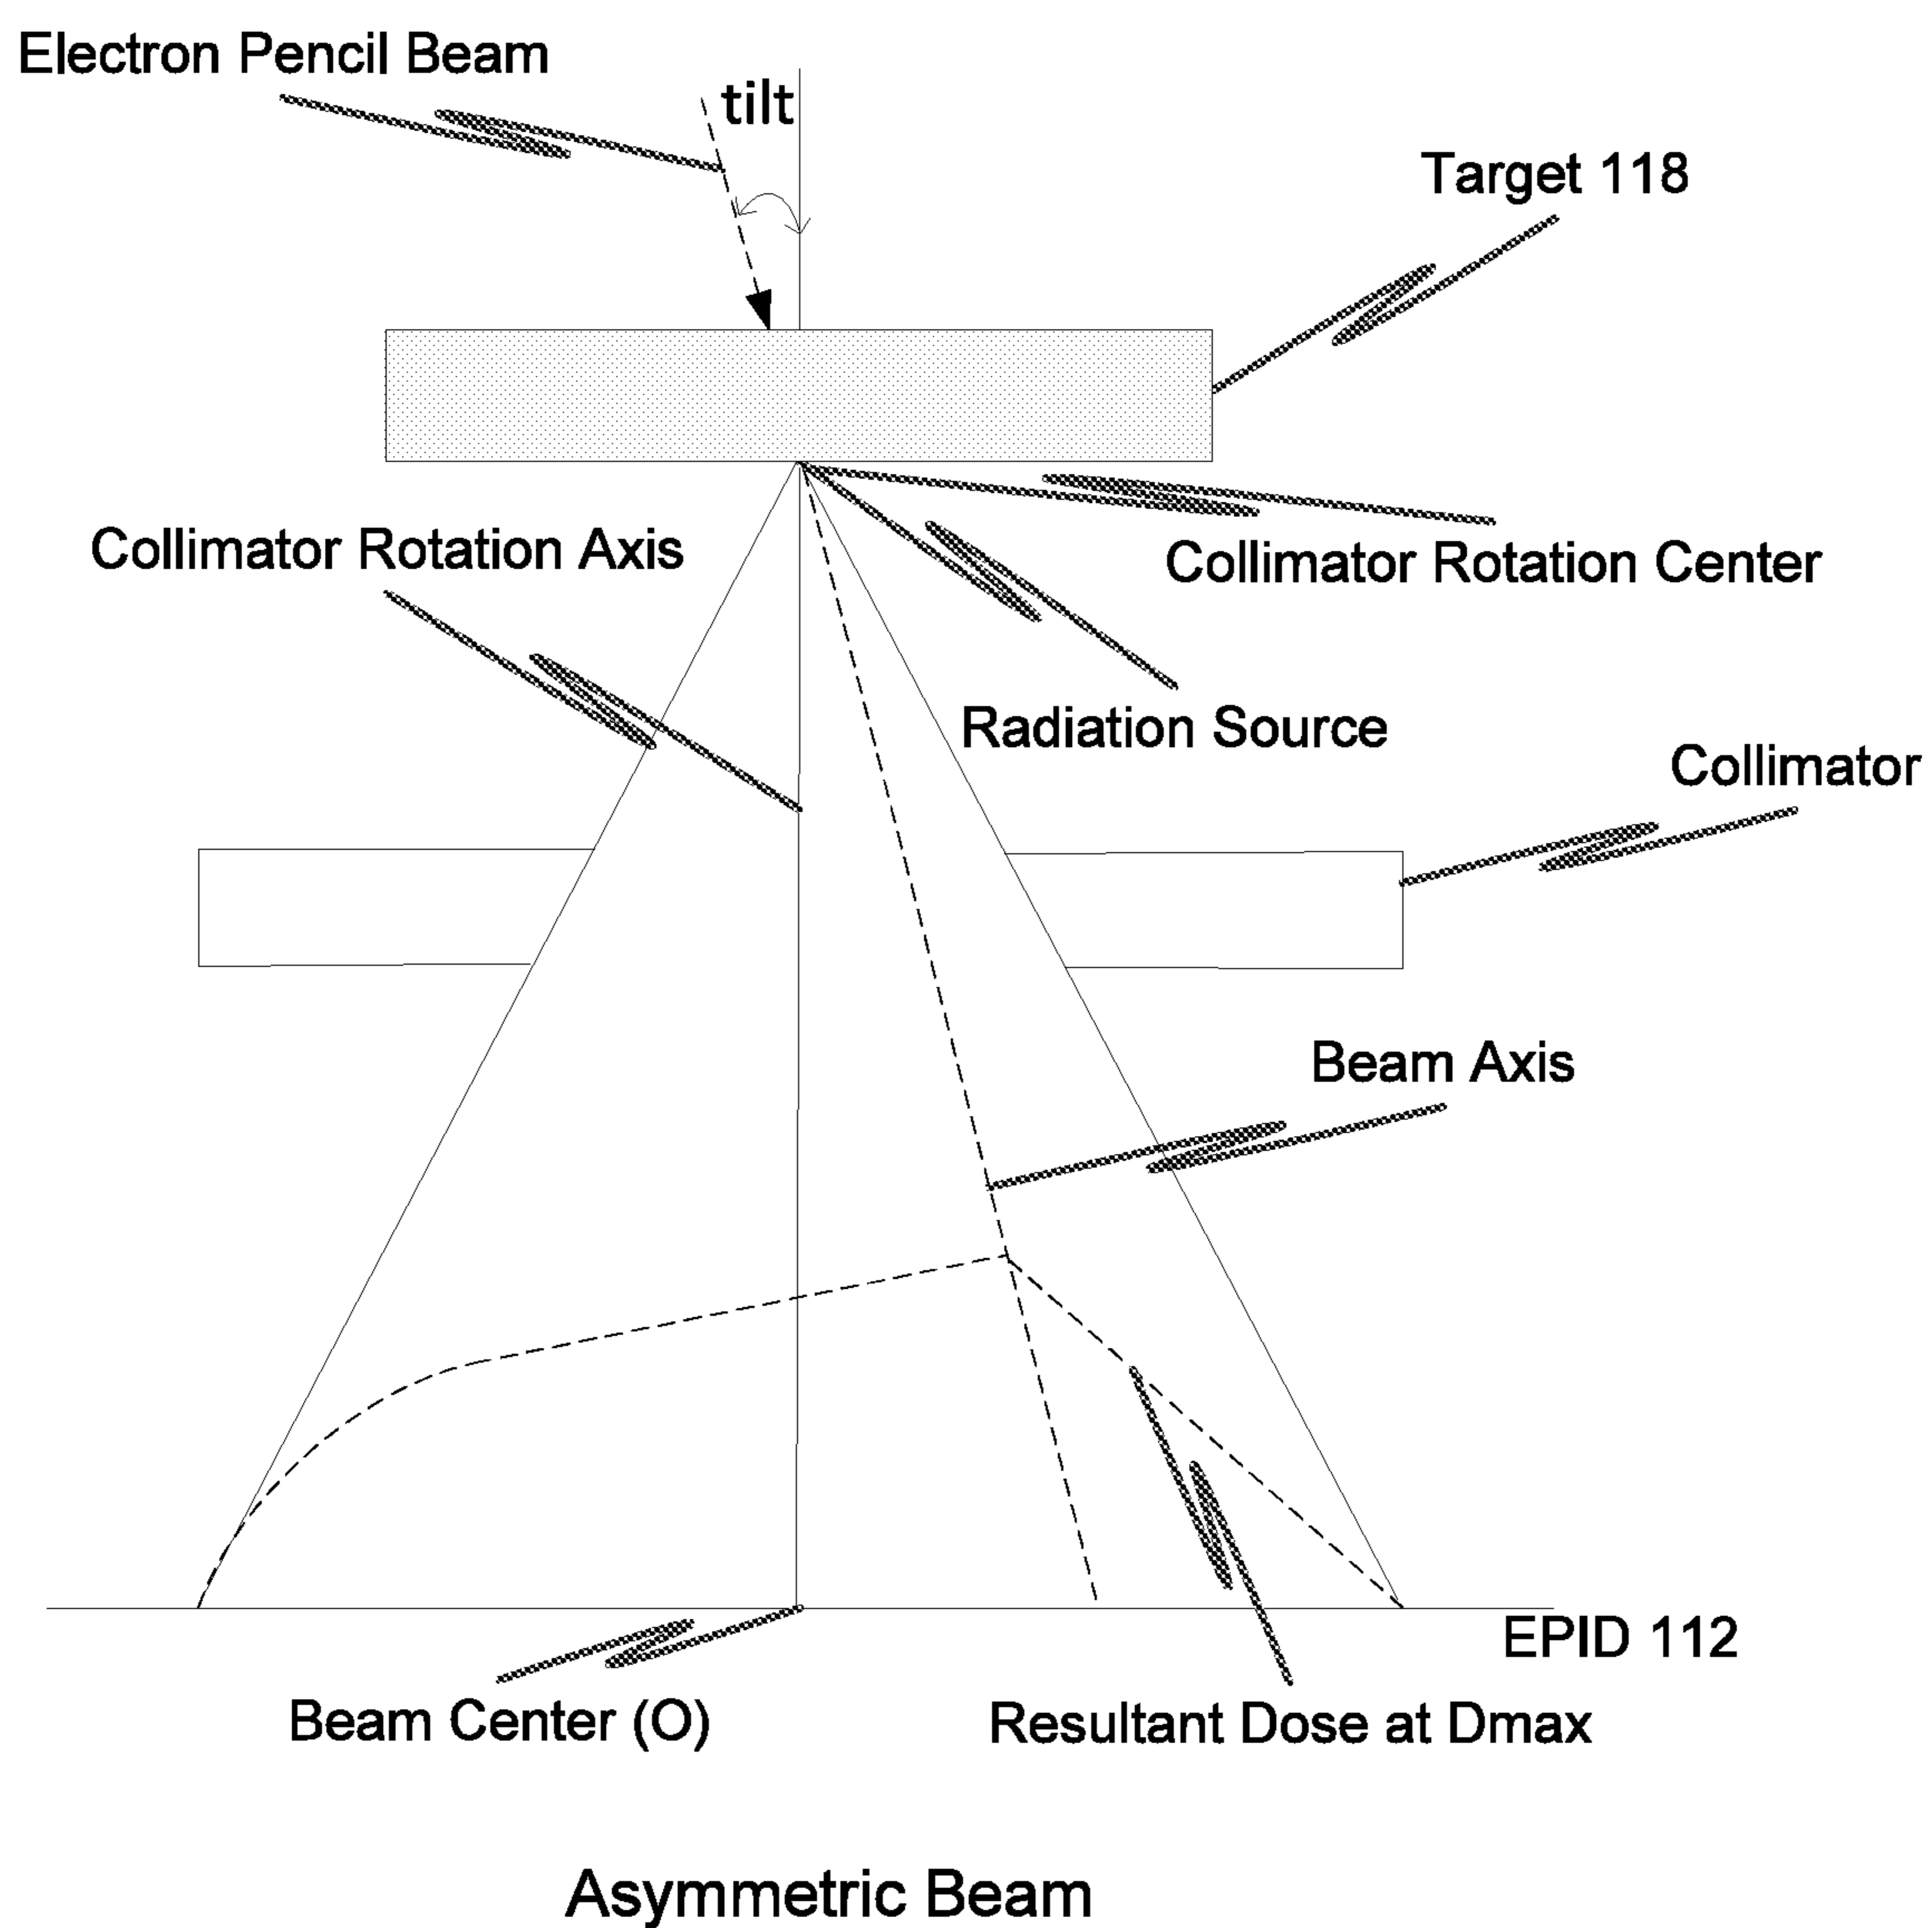 Electron Pencil Beam
tilt
Target 118
Collimator Rotation Axis
Collimator Rotation Center
Radiation Source
Collimator
Beam Axis
EPID 112
Beam Center (O)
Resultant Dose at Dmax
Asymmetric Beam